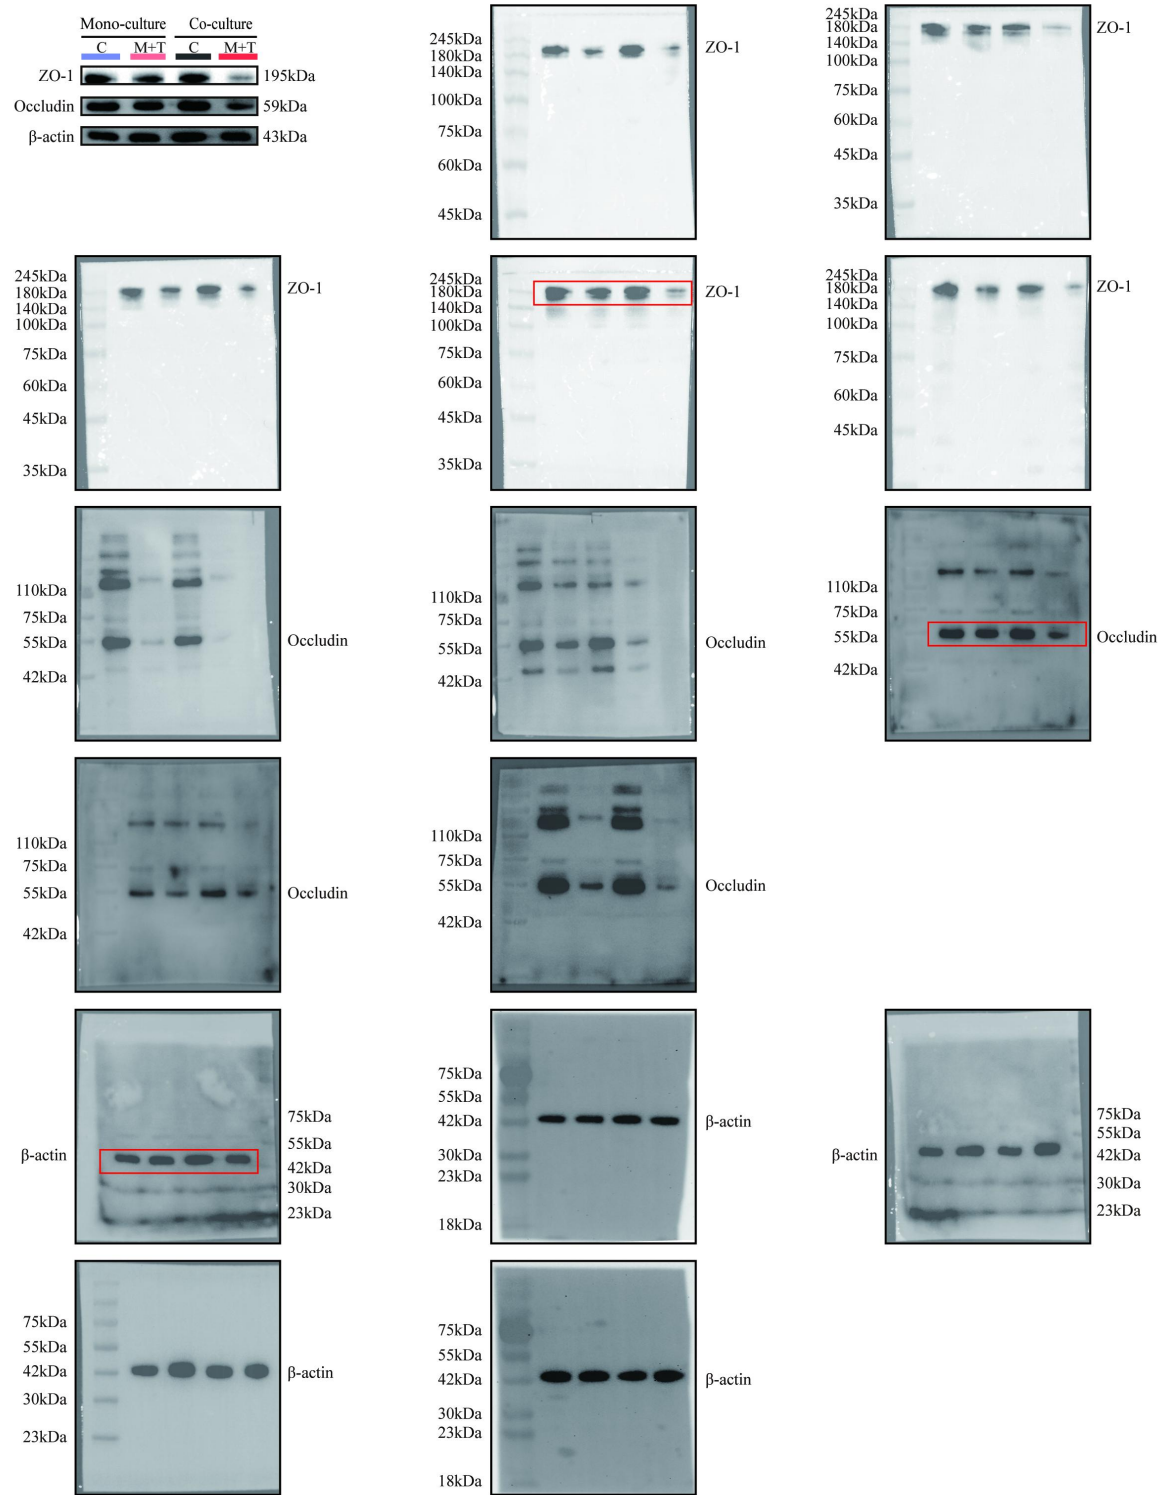 Mono-culture Co-culture
C M+T C M+T
ZO-1 195kDa
Occludin 59kDa
β-actin 43kDa
245kDa
180kDa
140kDa
100kDa
75kDa
60kDa
45kDa
ZO-1
245kDa
180kDa
140kDa
100kDa
75kDa
60kDa
45kDa
35kDa
ZO-1
245kDa
180kDa
140kDa
100kDa
75kDa
60kDa
45kDa
35kDa
ZO-1
245kDa
180kDa
140kDa
100kDa
75kDa
60kDa
45kDa
35kDa
ZO-1
245kDa
180kDa
140kDa
100kDa
75kDa
60kDa
45kDa
ZO-1
110kDa
75kDa
55kDa
42kDa
Occludin
110kDa
75kDa
55kDa
42kDa
Occludin
110kDa
75kDa
55kDa
42kDa
Occludin
110kDa
75kDa
55kDa
42kDa
Occludin
110kDa
75kDa
55kDa
42kDa
Occludin
β-actin
75kDa
55kDa
42kDa
30kDa
23kDa
75kDa
55kDa
42kDa
30kDa
23kDa
18kDa
β-actin
β-actin
75kDa
55kDa
42kDa
30kDa
23kDa
75kDa
55kDa
42kDa
30kDa
23kDa
β-actin
75kDa
55kDa
42kDa
30kDa
23kDa
18kDa
β-actin